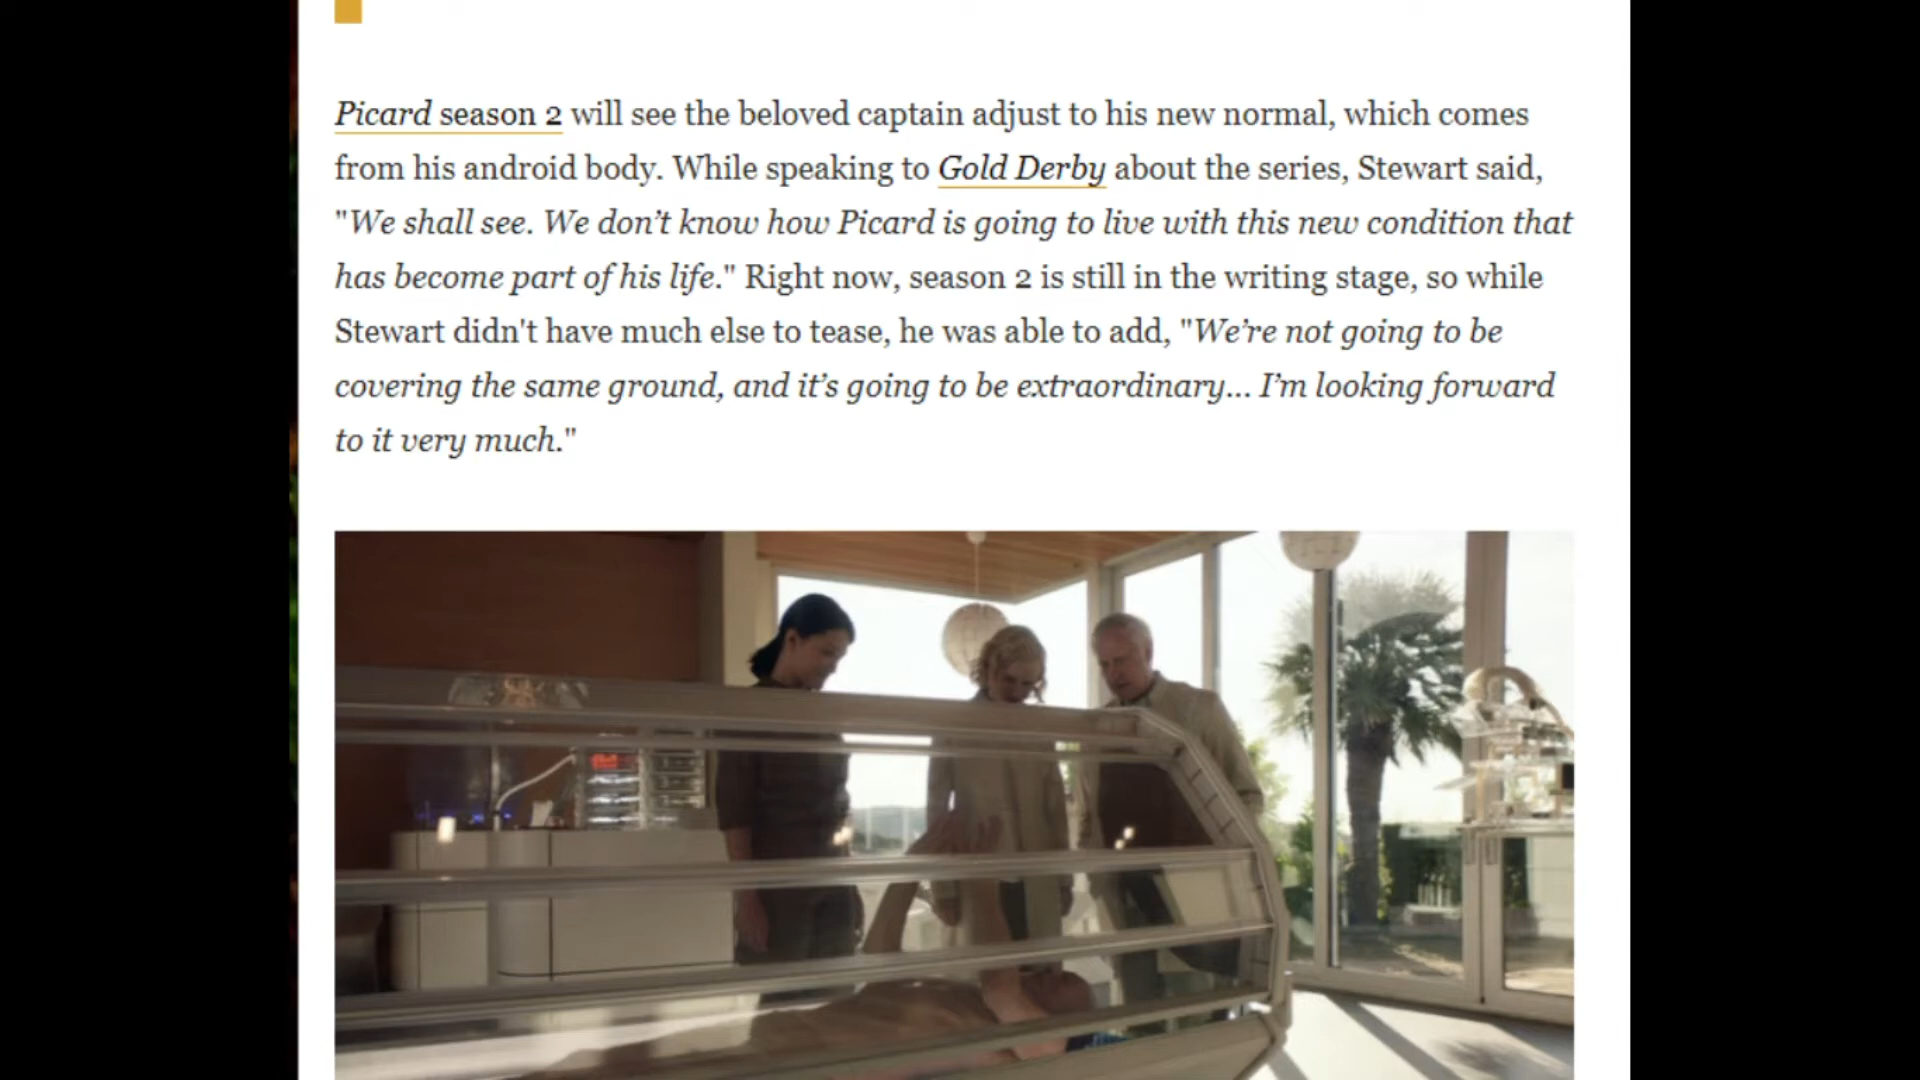 Picard season 2 will see the beloved captain adjust to his new normal, which comes
from his android body. While speaking to Gold Derby about the series, Stewart said,
"We shall see. We don’t know how Picard is going to live with this new condition that
has become part of his life." Right now, season 2 is still in the writing stage, so while
Stewart didn't have much else to tease, he was able to add, "We’re not going to be
covering the same ground, and it’s going to be extraordinary... I’m looking forward
to it very much."